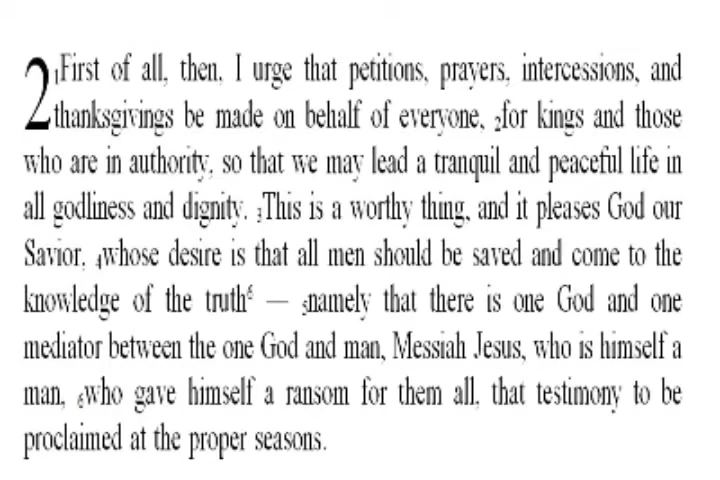 2 1First of all, then, I urge that petitions, prayers, intercessions, and
thanksgivings be made on behalf of everyone, 2for kings and those
who are in authority, so that we may lead a tranquil and peaceful life in
all godliness and dignity. 3This is a worthy thing, and it pleases God our
Savior, 4whose desire is that all men should be saved and come to the
knowledge of the truth6 — 5namely that there is one God and one
mediator between the one God and man, Messiah Jesus, who is himself a
man, 6who gave himself a ransom for them all, that testimony to be
proclaimed at the proper seasons.